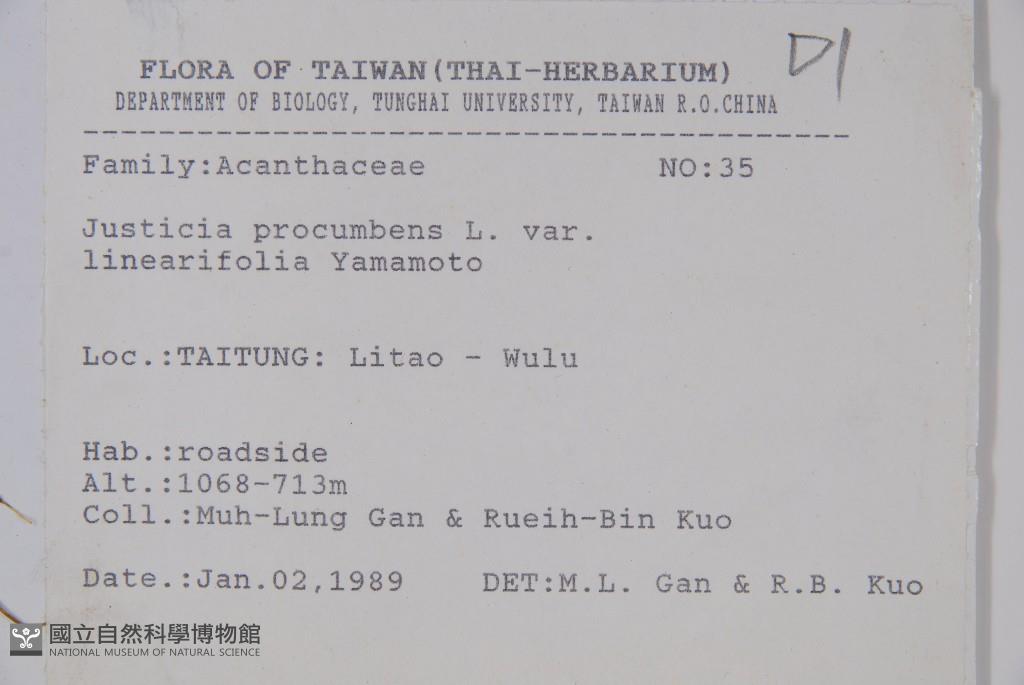 D1
FLORA OF TAIWAN(THAI-HERBARIUM)
DEPARTMENT OF BIOLOGY, TUNGHAI UNIVERSITY, TAIWAN R.O.CHINA
Family:Acanthaceae NO:35
Justicia procumbens L. var.
linearifolia Yamamoto
Loc.:TAITUNG: Litao - Wulu
Hab.:roadside
Alt.:1068-713m
Coll.:Muh-Lung Gan & Rueih-Bin Kuo
Date.:Jan.02,1989 DET:M.L. Gan & R.B. Kuo
國立自然科學博物館
NATIONAL MUSEUM OF NATURAL SCIENCE